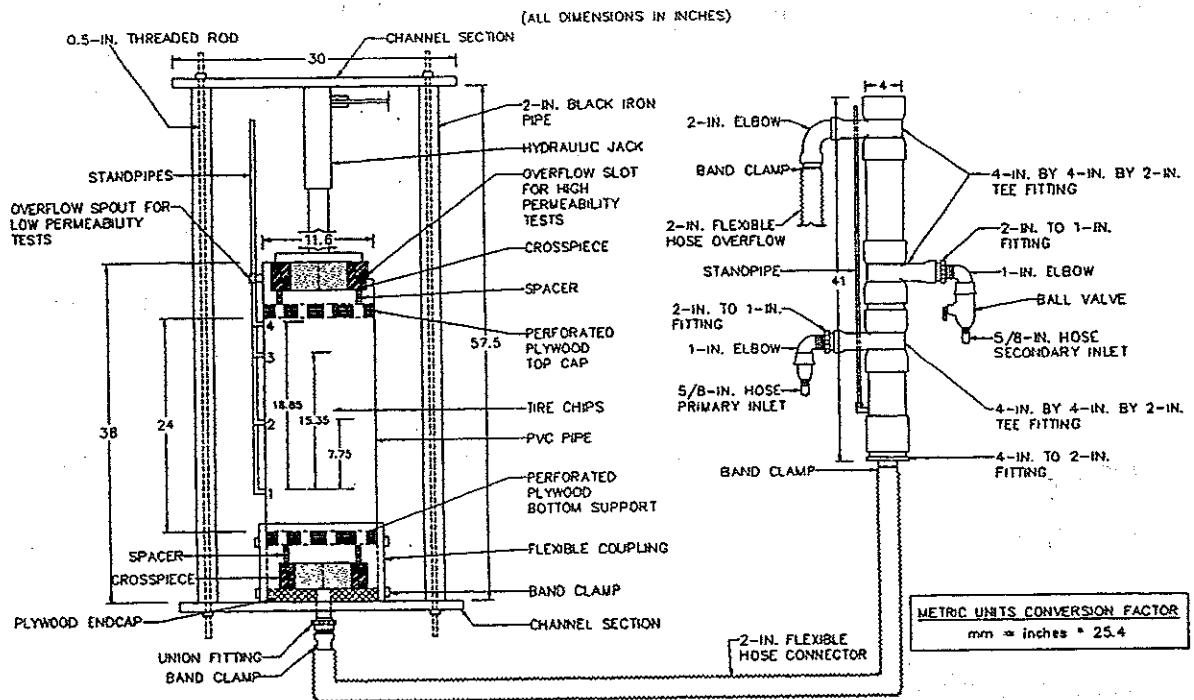 (ALL DIMENSIONS IN INCHES)
0.5-IN. THREADED ROD
CHANNEL SECTION
30
2-IN. BLACK IRON
PIPE
HYDRAULIC JACK
STANDPIPES
OVERFLOW SLOT
FOR HIGH
PERMEABILITY
TESTS
OVERFLOW SPOUT FOR
LOW PERMEABILITY
TESTS
11.6
CROSSPIECE
SPACER
PERFORATED
PLYWOOD
TOP CAP
4
3
2
1
18.85
15.35
7.75
38
24
57.5
TIRE CHIPS
PVC PIPE
PERFORATED
PLYWOOD
BOTTOM SUPPORT
SPACER
CROSSPIECE
FLEXIBLE COUPLING
BAND CLAMP
PLYWOOD ENDCAP
CHANNEL SECTION
UNION FITTING
BAND CLAMP
2-IN. FLEXIBLE
HOSE CONNECTOR
4
2-IN. ELBOW
BAND CLAMP
4-IN. BY 4-IN. BY 2-IN.
TEE FITTING
2-IN. FLEXIBLE
HOSE OVERFLOW
2-IN. TO 1-IN.
FITTING
STANDPIPE
41
1-IN. ELBOW
BALL VALVE
2-IN. TO 1-IN.
FITTING
1-IN. ELBOW
5/8-IN. HOSE
SECONDARY INLET
5/8-IN. HOSE
PRIMARY INLET
4-IN. BY 4-IN. BY 2-IN.
TEE FITTING
BAND CLAMP
4-IN. TO 2-IN.
FITTING
METRIC UNITS CONVERSION FACTOR
mm = inches * 25.4